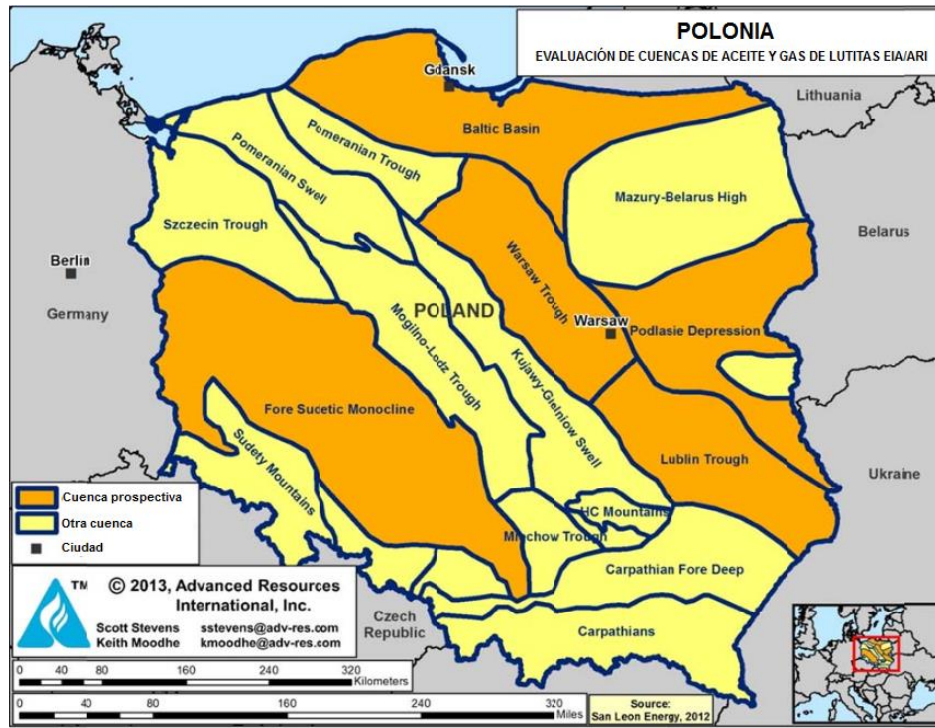 POLONIA
EVALUACIÓN DE CUENCAS DE ACEITE Y GAS DE LUTITAS EIA/ARI
Gdansk
Lithuania
Baltic Basin
Pomeranian Trough
Pomeranian Swell
Mazury-Belarus High
Szczecin Trough
Belarus
Berlin
Warsaw Trough
Germany
POLAND
Warsaw
Podlasie Depression
Mogilno-Lodz Trough
Kujawy-Gielniow Swell
Fore Sucetic Monocline
Sudety Mountains
Lublin Trough
Ukraine
Cuenca prospectiva
Otra cuenca
Ciudad
HC Mountains
Miechow Trough
Carpathian Fore Deep
Carpathians
Czech
Republic
TM
© 2013, Advanced Resources
International, Inc.
Scott Stevens sstevens@adv-res.com
Keith Moodhe kmoodhe@adv-res.com
0 40 80 160 240 320
Kilometers
0 40 80 160 240 320
Miles
Source:
San Leon Energy, 2012